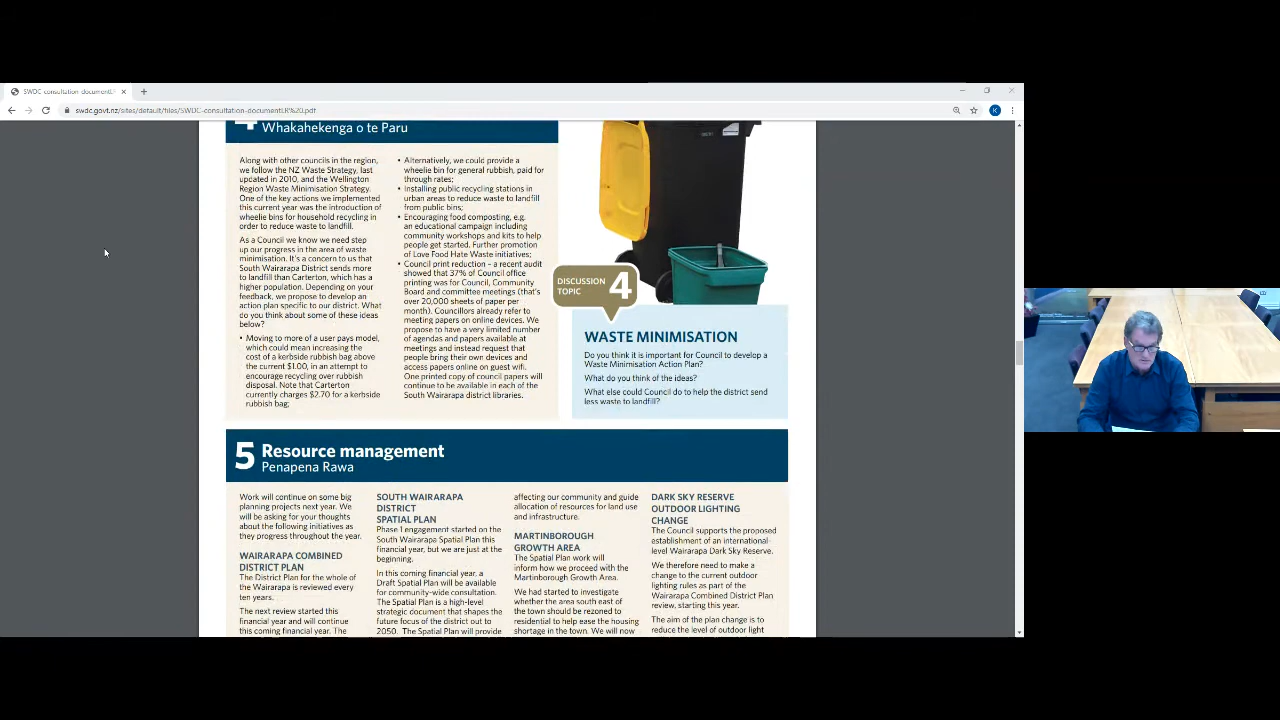 SWDC-consultation-documentL
swdc.govt.nz/sites/default/files/SWDC-consultation-documentLR%20.pdf
K
4
Whakahekenga o te Paru
Along with other councils in the region,
we follow the NZ Waste Strategy, last
updated in 2010, and the Wellington
Region Waste Minimisation Strategy.
One of the key actions we implemented
this current year was the introduction of
wheelie bins for household recycling in
order to reduce waste to landfill.
As a Council we know we need step
up our progress in the area of waste
minimisation. It's a concern to us that
South Wairarapa District sends more
to landfill than Carterton, which has a
higher population. Depending on your
feedback, we propose to develop an
action plan specific to our district. What
do you think about some of these ideas
below?
• Moving to more of a user pays model,
which could mean increasing the
cost of a kerbside rubbish bag above
the current $1.00, in an attempt to
encourage recycling over rubbish
disposal. Note that Carterton
currently charges $2.70 for a kerbside
rubbish bag;
• Alternatively, we could provide a
wheelie bin for general rubbish, paid for
through rates;
• Installing public recycling stations in
urban areas to reduce waste to landfill
from public bins;
• Encouraging food composting, e.g.
an educational campaign including
community workshops and kits to help
people get started. Further promotion
of Love Food Hate Waste initiatives;
• Council print reduction – a recent audit
showed that 37% of Council office
printing was for Council, Community
Board and committee meetings (that's
over 20,000 sheets of paper per
month). Councillors already refer to
meeting papers on online devices. We
propose to have a very limited number
of agendas and papers available at
meetings and instead request that
people bring their own devices and
access papers online on guest wifi.
One printed copy of council papers will
continue to be available in each of the
South Wairarapa district libraries.
DISCUSSION
TOPIC
4
WASTE MINIMISATION
Do you think it is important for Council to develop a
Waste Minimisation Action Plan?
What do you think of the ideas?
What else could Council do to help the district send
less waste to landfill?
5 Resource management
Penapena Rawa
Work will continue on some big
planning projects next year. We
will be asking for your thoughts
about the following initiatives as
they progress throughout the year.
WAIRARAPA COMBINED
DISTRICT PLAN
The District Plan for the whole of
the Wairarapa is reviewed every
ten years.
The next review started this
financial year and will continue
this coming financial year. The
SOUTH WAIRARAPA
DISTRICT
SPATIAL PLAN
Phase 1 engagement started on the
South Wairarapa Spatial Plan this
financial year, but we are just at the
beginning.
In this coming financial year, a
Draft Spatial Plan will be available
for community-wide consultation.
The Spatial Plan is a high-level
strategic document that shapes the
future focus of the district out to
2050. The Spatial Plan will provide
affecting our community and guide
allocation of resources for land use
and infrastructure.
MARTINBOROUGH
GROWTH AREA
The Spatial Plan work will
inform how we proceed with the
Martinborough Growth Area.
We had started to investigate
whether the area south east of
the town should be rezoned to
residential to help ease the housing
shortage in the town. We will now
DARK SKY RESERVE
OUTDOOR LIGHTING
CHANGE
The Council supports the proposed
establishment of an international-
level Wairarapa Dark Sky Reserve.
We therefore need to make a
change to the current outdoor
lighting rules as part of the
Wairarapa Combined District Plan
review, starting this year.
The aim of the plan change is to
reduce the level of outdoor light